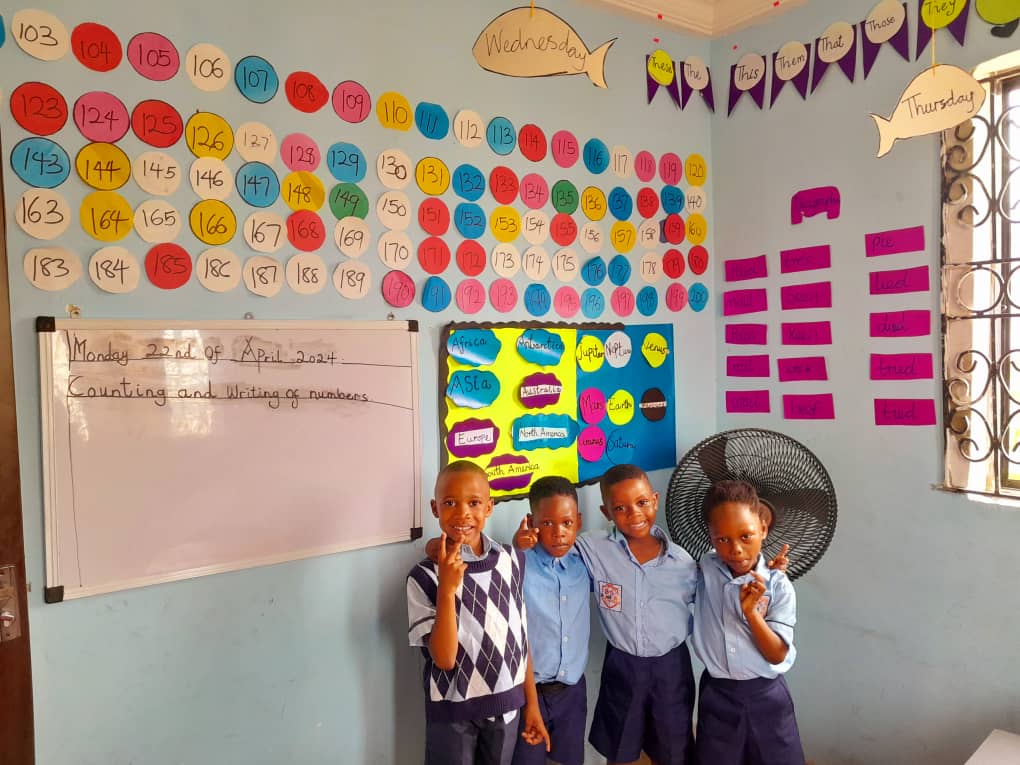 Wednesday
These The This Them That Those They
Thursday
103 104 105 106 107 108 109 110 111 112 113 114 115 116 117 118 119 120
123 124 125 126 127 128 129 130 131 132 133 134 135 136 137 138 139 140
143 144 145 146 147 148 149 150 151 152 153 154 155 156 157 158 159 160
163 164 165 166 167 168 169 170 171 172 173 174 175 176 177 178 179 180
183 184 185 186 187 188 189 190 191 192 193 194 195 196 197 198 199 200
Monday 22nd of April 2024.
Counting and Writing of numbers
Africa Antarctica
Asia Australia
Europe North America
South America
Jupiter Neptune Venus
Mars Earth
Uranus Saturn
pie
lied
died